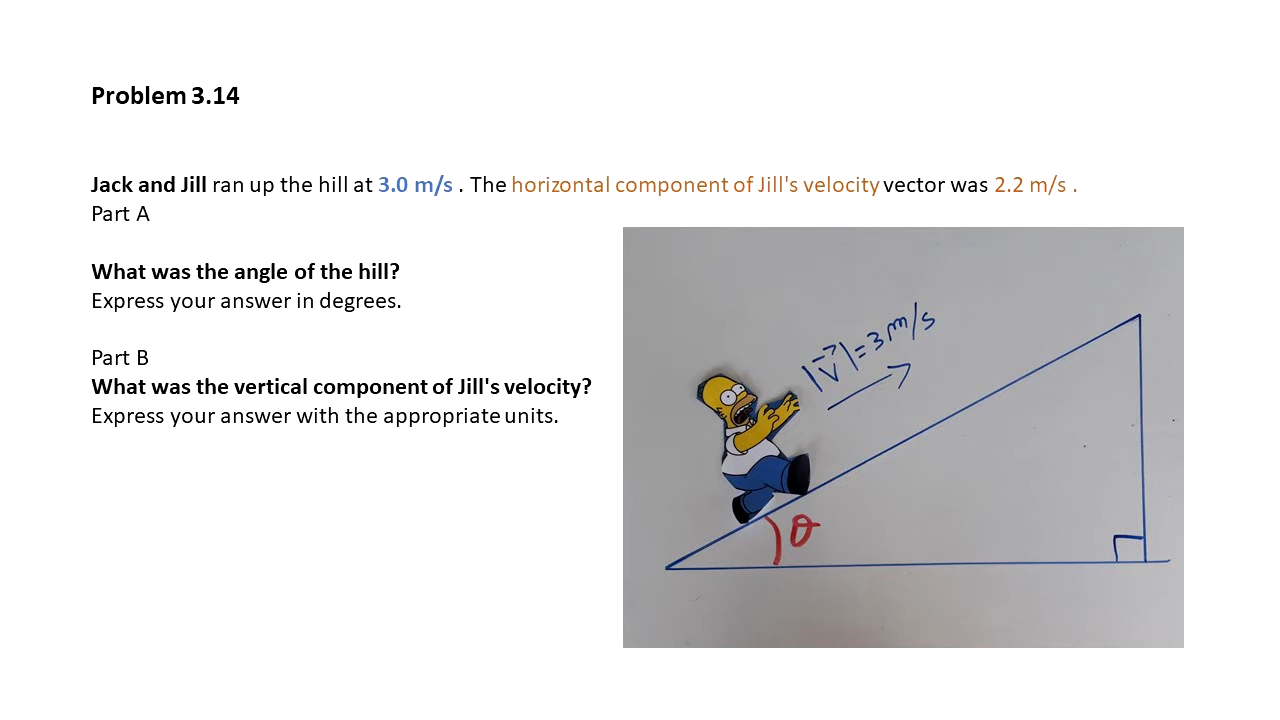 Problem 3.14
Jack and Jill ran up the hill at 3.0 m/s . The horizontal component of Jill's velocity vector was 2.2 m/s .
Part A
What was the angle of the hill?
Express your answer in degrees.
Part B
What was the vertical component of Jill's velocity?
Express your answer with the appropriate units.
|V⃗|=3m/s
θ